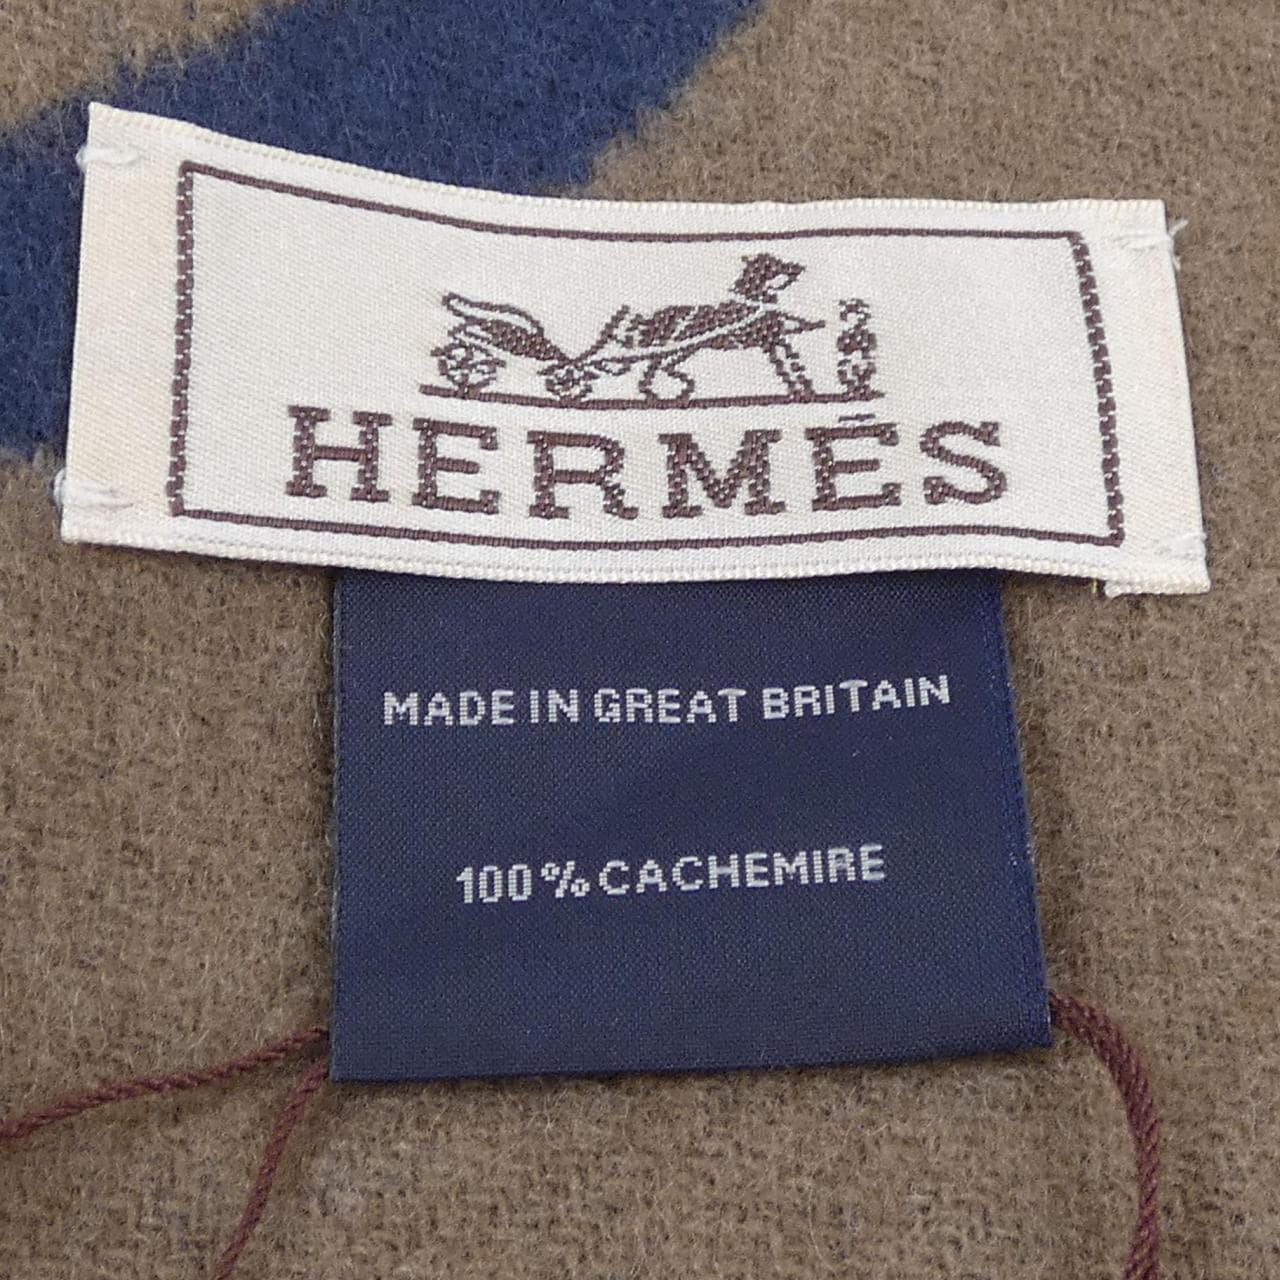 HERMÈS
MADE IN GREAT BRITAIN
100% CACHEMIRE